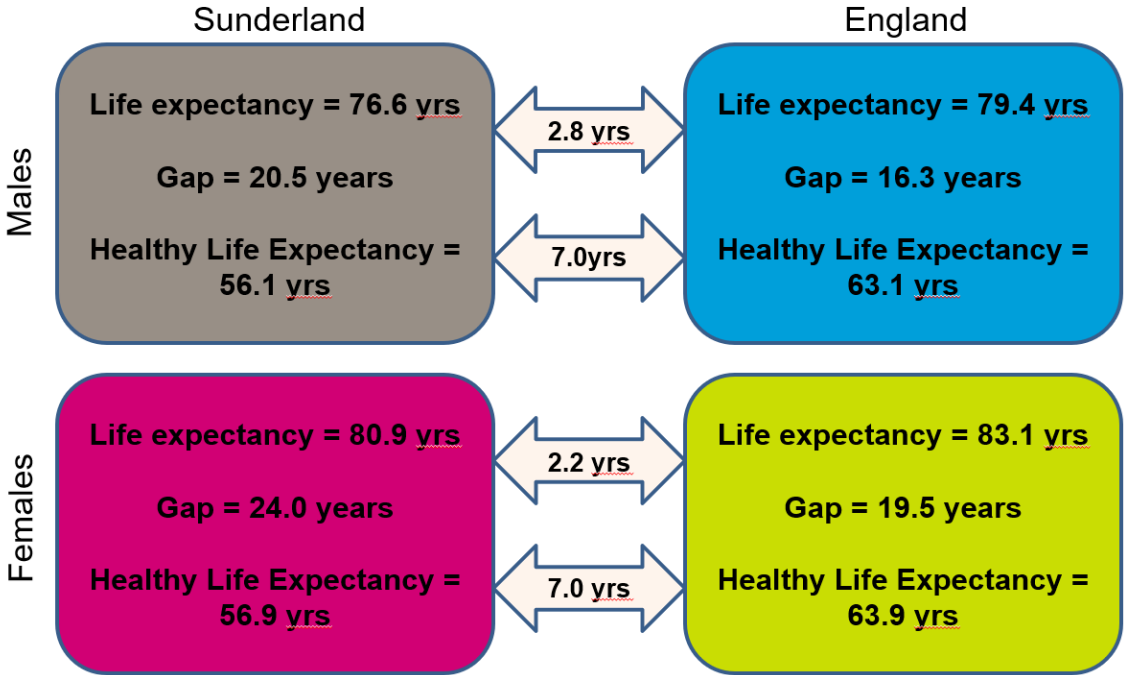 Sunderland
England
Males
Life expectancy = 76.6 yrs
Gap = 20.5 years
Healthy Life Expectancy =
56.1 yrs
2.8 yrs
7.0yrs
Life expectancy = 79.4 yrs
Gap = 16.3 years
Healthy Life Expectancy =
63.1 yrs
Females
Life expectancy = 80.9 yrs
Gap = 24.0 years
Healthy Life Expectancy =
56.9 yrs
2.2 yrs
7.0 yrs
Life expectancy = 83.1 yrs
Gap = 19.5 years
Healthy Life Expectancy =
63.9 yrs